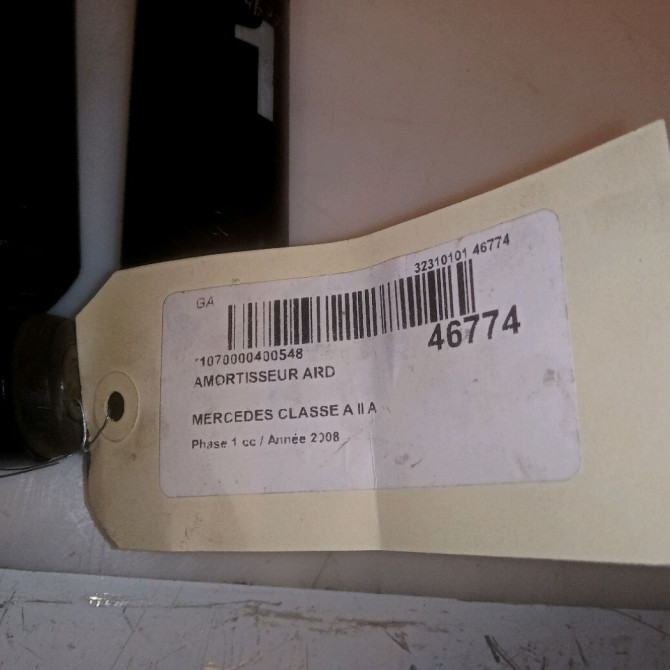 GA
32310101 46774
46774
*1070000400548
AMORTISSEUR ARD
MERCEDES CLASSE A II A
Phase 1 cc / Année 2008